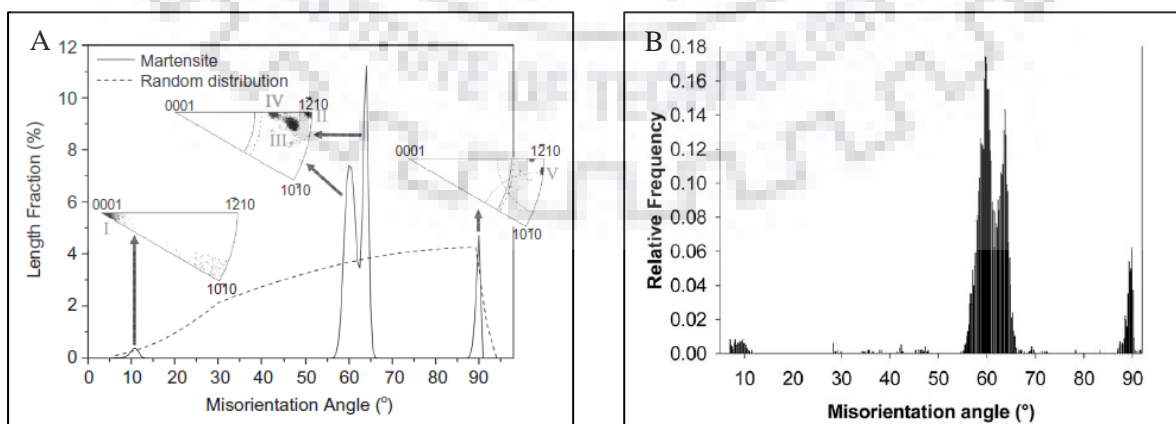 A
12
10
8
6
4
2
0
Length Fraction (%)
Martensite
Random distribution
0001
IV
1210
II
III
1010
0001
1210
V
1010
0001
1210
I
1010
0 10 20 30 40 50 60 70 80 90
Misorientation Angle (°)
B
0.18
0.16
0.14
0.12
0.10
0.08
0.06
0.04
0.02
0.00
Relative Frequency
10 20 30 40 50 60 70 80 90
Misorientation angle (°)